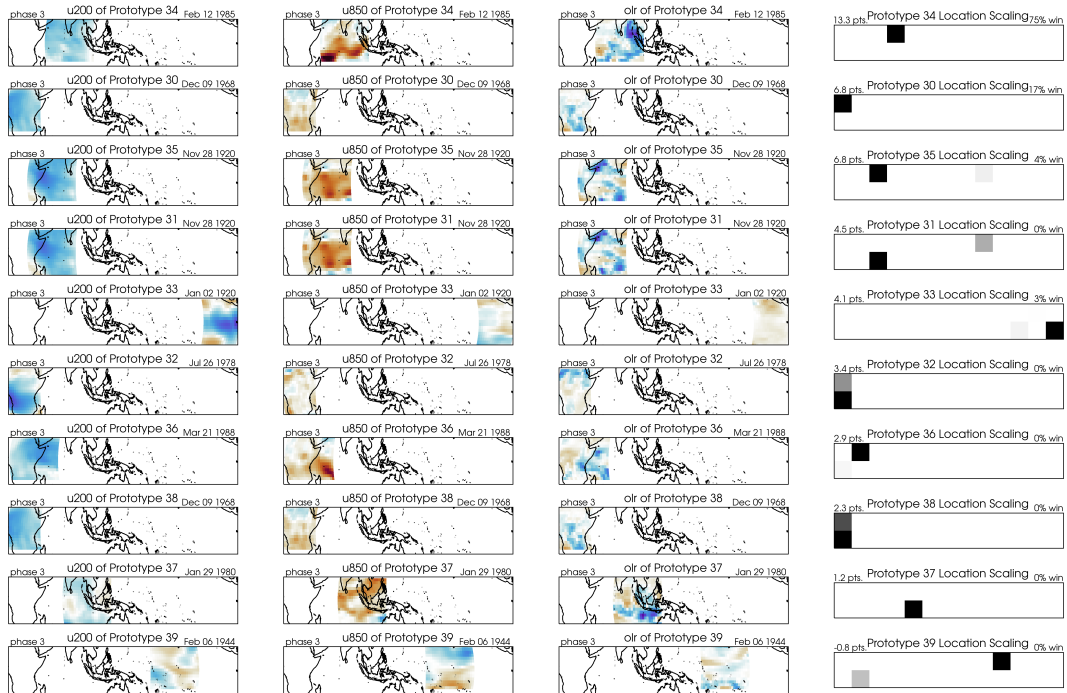 phase 3 u200 of Prototype 34 Feb 12 1985
phase 3 u850 of Prototype 34 Feb 12 1985
phase 3 olr of Prototype 34 Feb 12 1985
13.3 pts. Prototype 34 Location Scaling 75% win
phase 3 u200 of Prototype 30 Dec 09 1968
phase 3 u850 of Prototype 30 Dec 09 1968
phase 3 olr of Prototype 30 Dec 09 1968
6.8 pts. Prototype 30 Location Scaling 17% win
phase 3 u200 of Prototype 35 Nov 28 1920
phase 3 u850 of Prototype 35 Nov 28 1920
phase 3 olr of Prototype 35 Nov 28 1920
6.8 pts. Prototype 35 Location Scaling 4% win
phase 3 u200 of Prototype 31 Nov 28 1920
phase 3 u850 of Prototype 31 Nov 28 1920
phase 3 olr of Prototype 31 Nov 28 1920
4.5 pts. Prototype 31 Location Scaling 0% win
phase 3 u200 of Prototype 33 Jan 02 1920
phase 3 u850 of Prototype 33 Jan 02 1920
phase 3 olr of Prototype 33 Jan 02 1920
4.1 pts. Prototype 33 Location Scaling 3% win
phase 3 u200 of Prototype 32 Jul 26 1978
phase 3 u850 of Prototype 32 Jul 26 1978
phase 3 olr of Prototype 32 Jul 26 1978
3.4 pts. Prototype 32 Location Scaling 0% win
phase 3 u200 of Prototype 36 Mar 21 1988
phase 3 u850 of Prototype 36 Mar 21 1988
phase 3 olr of Prototype 36 Mar 21 1988
2.9 pts. Prototype 36 Location Scaling 0% win
phase 3 u200 of Prototype 38 Dec 09 1968
phase 3 u850 of Prototype 38 Dec 09 1968
phase 3 olr of Prototype 38 Dec 09 1968
2.3 pts. Prototype 38 Location Scaling 0% win
phase 3 u200 of Prototype 37 Jan 29 1980
phase 3 u850 of Prototype 37 Jan 29 1980
phase 3 olr of Prototype 37 Jan 29 1980
1.2 pts. Prototype 37 Location Scaling 0% win
phase 3 u200 of Prototype 39 Feb 06 1944
phase 3 u850 of Prototype 39 Feb 06 1944
phase 3 olr of Prototype 39 Feb 06 1944
-0.8 pts. Prototype 39 Location Scaling 0% win